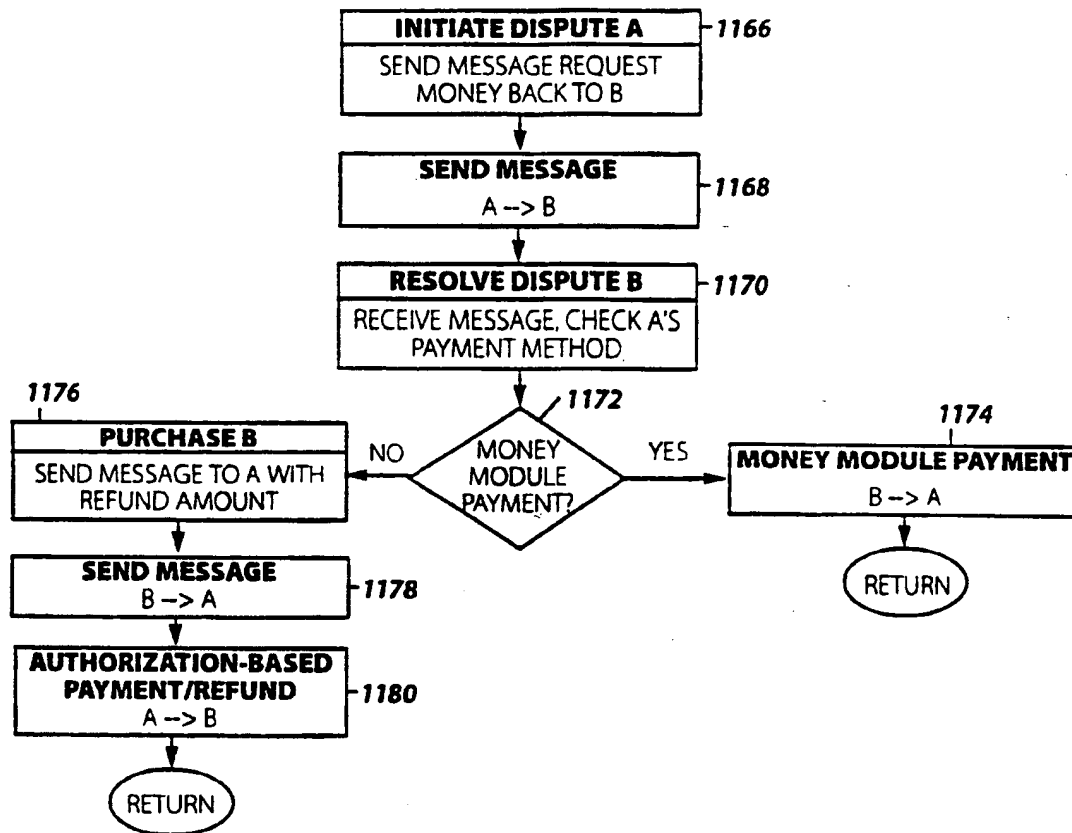 INITIATE DISPUTE A
1166
SEND MESSAGE REQUEST
MONEY BACK TO B
SEND MESSAGE
A --> B
1168
RESOLVE DISPUTE B
1170
RECEIVE MESSAGE, CHECK A'S
PAYMENT METHOD
1172
MONEY
MODULE
PAYMENT?
NO
YES
1176
PURCHASE B
SEND MESSAGE TO A WITH
REFUND AMOUNT
1174
MONEY MODULE PAYMENT
B --> A
RETURN
SEND MESSAGE
B --> A
1178
AUTHORIZATION-BASED
PAYMENT/REFUND
A --> B
1180
RETURN